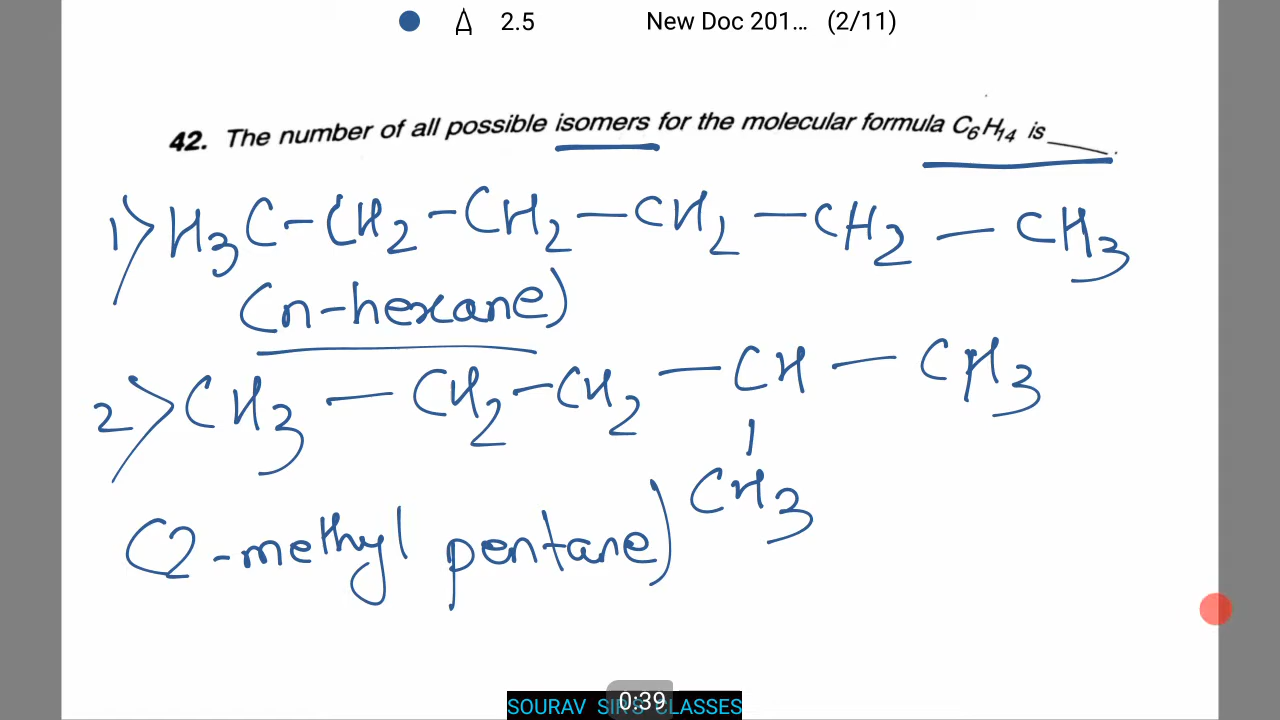 2.5 New Doc 201... (2/11)
42. The number of all possible isomers for the molecular formula C₆H₁₄ is ______.
1) H₃C-CH₂-CH₂-CH₂-CH₂-CH₃
(n-hexane)
2) CH₃-CH₂-CH₂-CH-CH₃
CH₃
(2-methyl pentane)
0:39
SOURAV SIR'S CLASSES